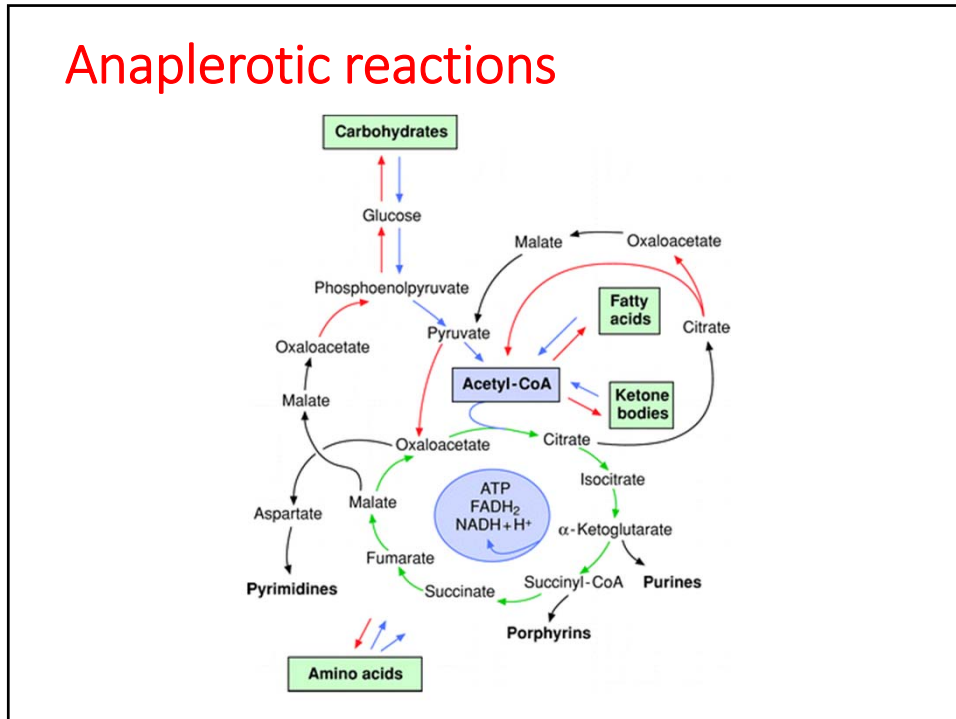 Anaplerotic reactions
Carbohydrates
Glucose
Phosphoenolpyruvate
Pyruvate
Oxaloacetate
Malate
Malate
Oxaloacetate
Citrate
Fatty
acids
Acetyl-CoA
Ketone
bodies
Oxaloacetate
Citrate
Isocitrate
α-Ketoglutarate
Succinyl-CoA
Succinate
Fumarate
Malate
ATP
FADH₂
NADH+H⁺
Aspartate
Pyrimidines
Purines
Porphyrins
Amino acids